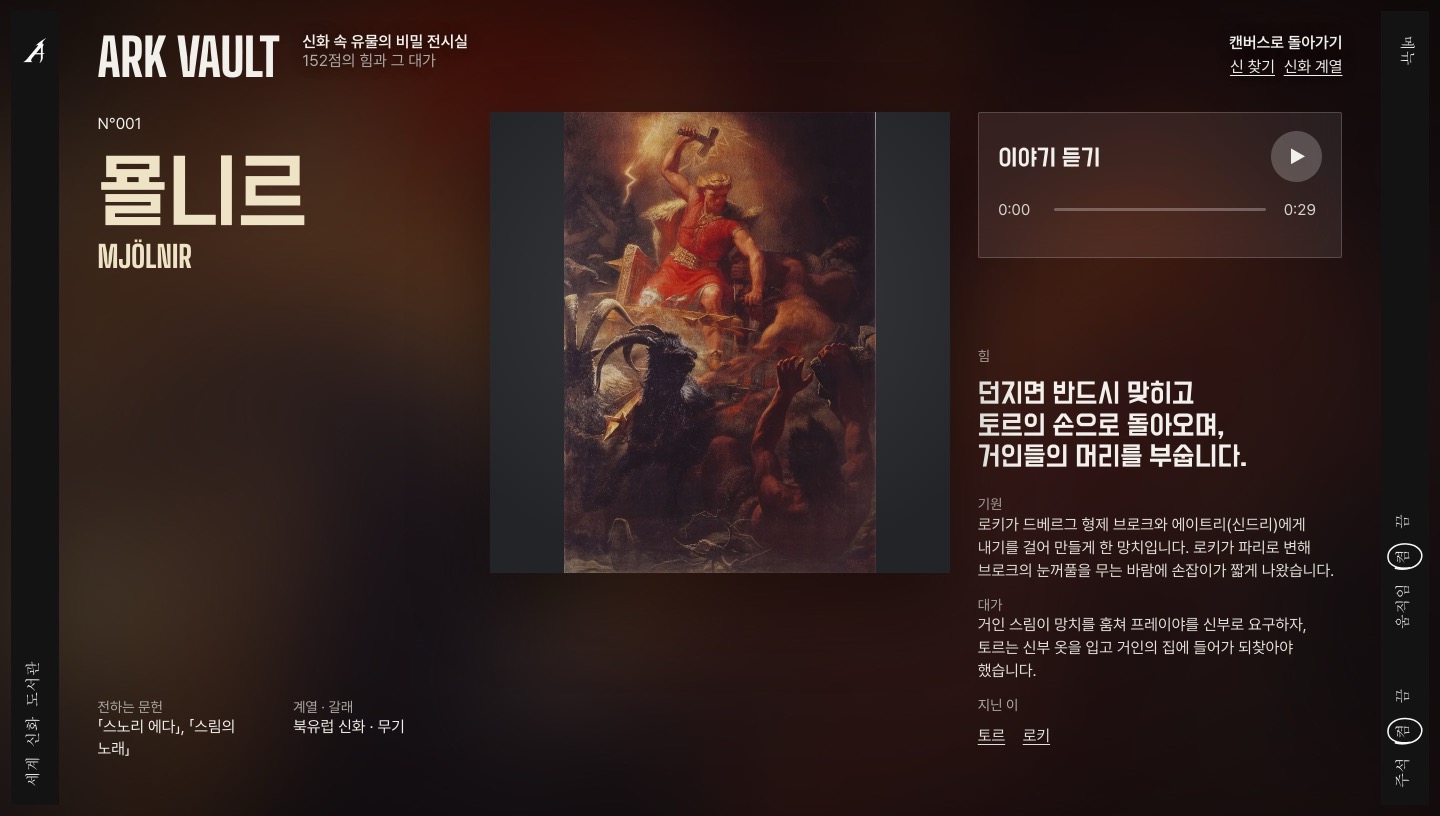 ARK VAULT
신화 속 유물의 비밀 전시실
152점의 힘과 그 대가
캔버스로 돌아가기
신 찾기 신화 계열
목록
N°001
묠니르
MJÖLNIR
이야기 듣기
0:00
0:29
힘
던지면 반드시 맞히고
토르의 손으로 돌아오며,
거인들의 머리를 부숩니다.
기원
로키가 드베르그 형제 브로크와 에이트리(신드리)에게
내기를 걸어 만들게 한 망치입니다. 로키가 파리로 변해
브로크의 눈꺼풀을 무는 바람에 손잡이가 짧게 나왔습니다.
대가
거인 스림이 망치를 훔쳐 프레이야를 신부로 요구하자,
토르는 신부 옷을 입고 거인의 집에 들어가 되찾아야
했습니다.
지닌 이
토르 로키
전하는 문헌
「스노리 에다」, 「스림의
노래」
계열 · 갈래
북유럽 신화 · 무기
세계 신화 도서관
움직임 켬 끔
주석 켬 끔